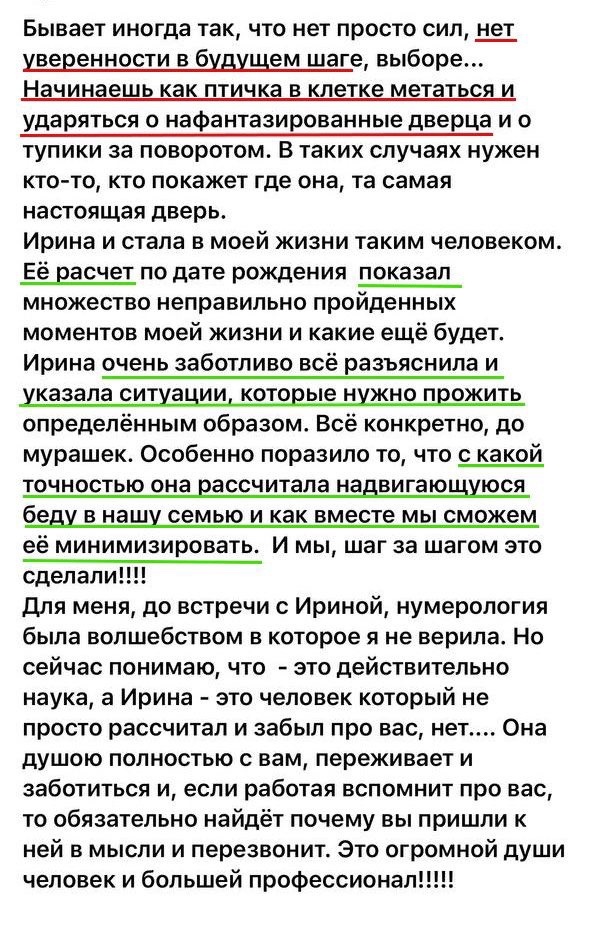 Бывает иногда так, что нет просто сил, нет
уверенности в будущем шаге, выборе...
Начинаешь как птичка в клетке метаться и
ударяться о нафантазированные дверца и о
тупики за поворотом. В таких случаях нужен
кто-то, кто покажет где она, та самая
настоящая дверь.
Ирина и стала в моей жизни таким человеком.
Её расчет по дате рождения показал
множество неправильно пройденных
моментов моей жизни и какие ещё будет.
Ирина очень заботливо всё разъяснила и
указала ситуации, которые нужно прожить
определённым образом. Всё конкретно, до
мурашек. Особенно поразило то, что с какой
точностью она рассчитала надвигающуюся
беду в нашу семью и как вместе мы сможем
её минимизировать. И мы, шаг за шагом это
сделали!!!!
Для меня, до встречи с Ириной, нумерология
была волшебством в которое я не верила. Но
сейчас понимаю, что - это действительно
наука, а Ирина - это человек который не
просто рассчитал и забыл про вас, нет.... Она
душою полностью с вам, переживает и
заботиться и, если работая вспомнит про вас,
то обязательно найдёт почему вы пришли к
ней в мысли и перезвонит. Это огромной души
человек и большей профессионал!!!!!